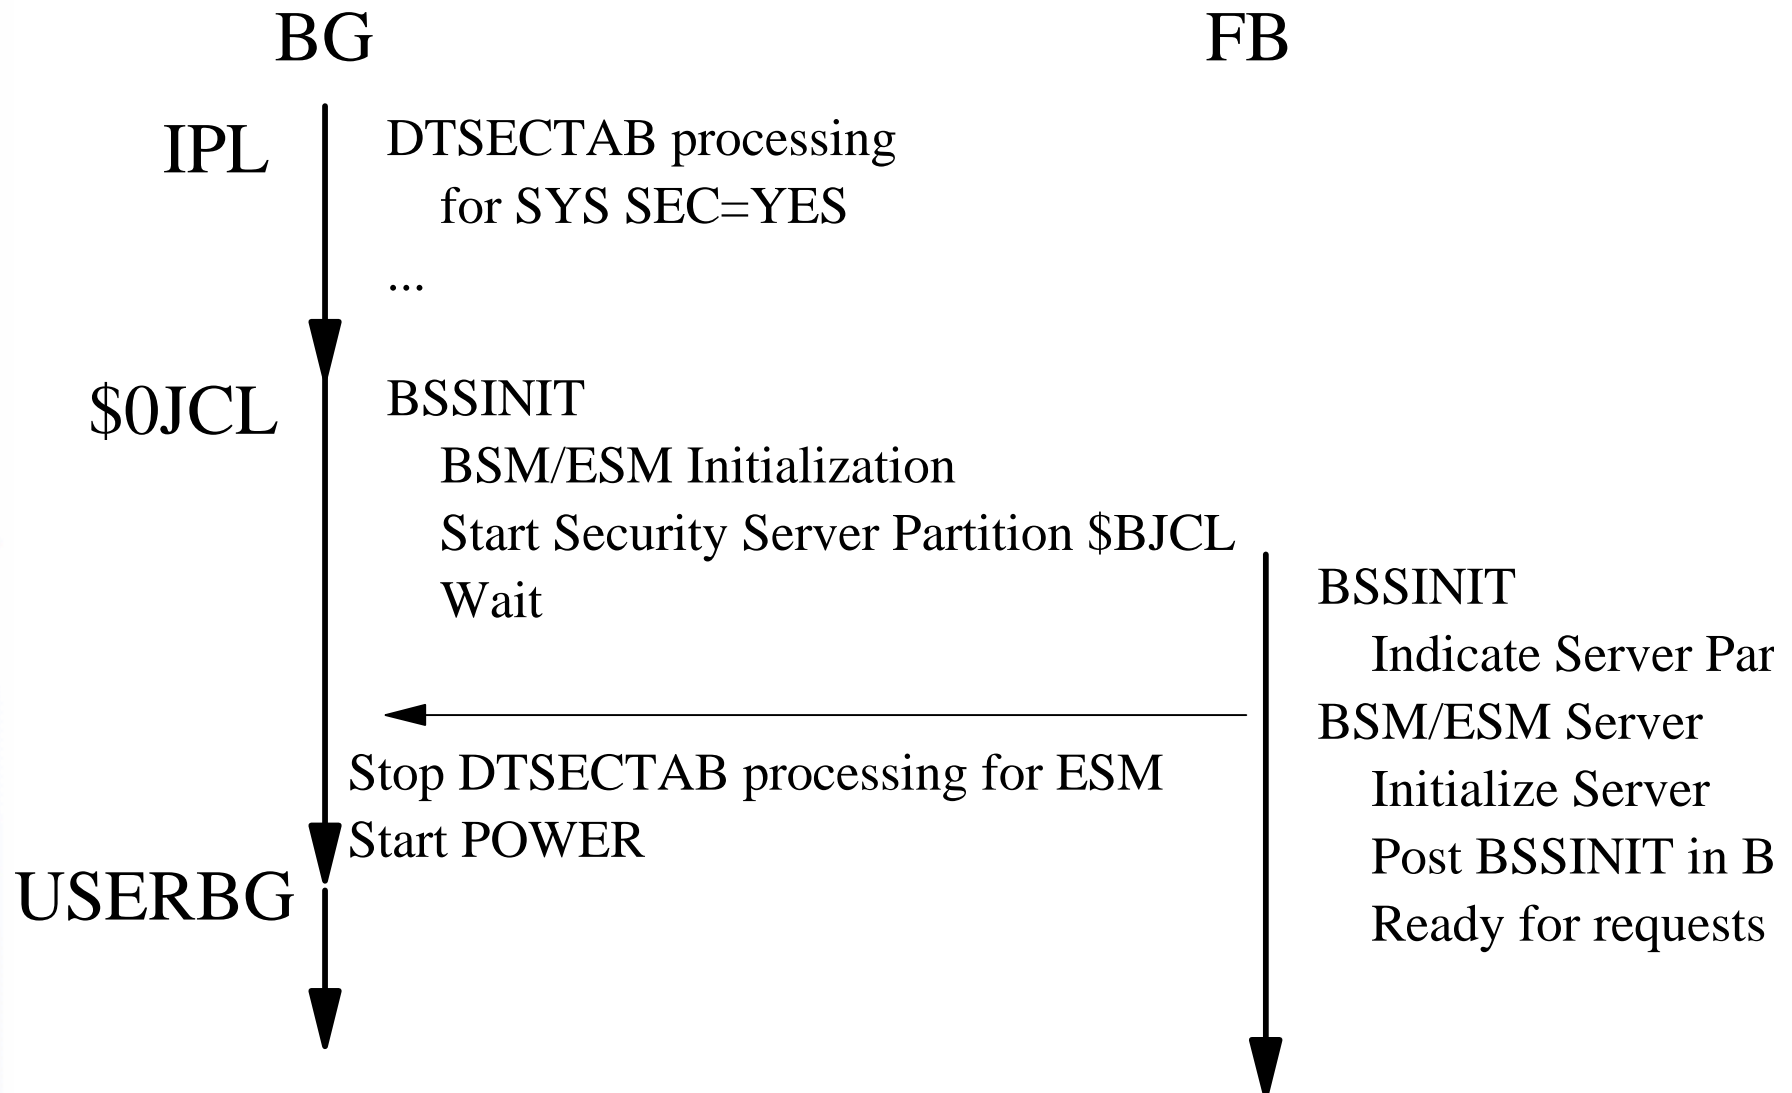 BG
FB
IPL
DTSECTAB processing
for SYS SEC=YES
...
$0JCL
BSSINIT
BSM/ESM Initialization
Start Security Server Partition $BJCL
Wait
BSSINIT
Indicate Server Par
BSM/ESM Server
Stop DTSECTAB processing for ESM
Initialize Server
Start POWER
Post BSSINIT in B
USERBG
Ready for requests